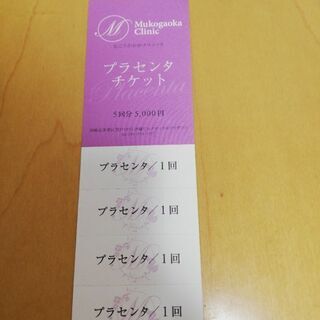 M
Mukogaoka
Clinic
プラセンタ
チケット
Placenta
5回分 5,000円
プラセンタ/1回
プラセンタ/1回
プラセンタ/1回
プラセンタ/1回